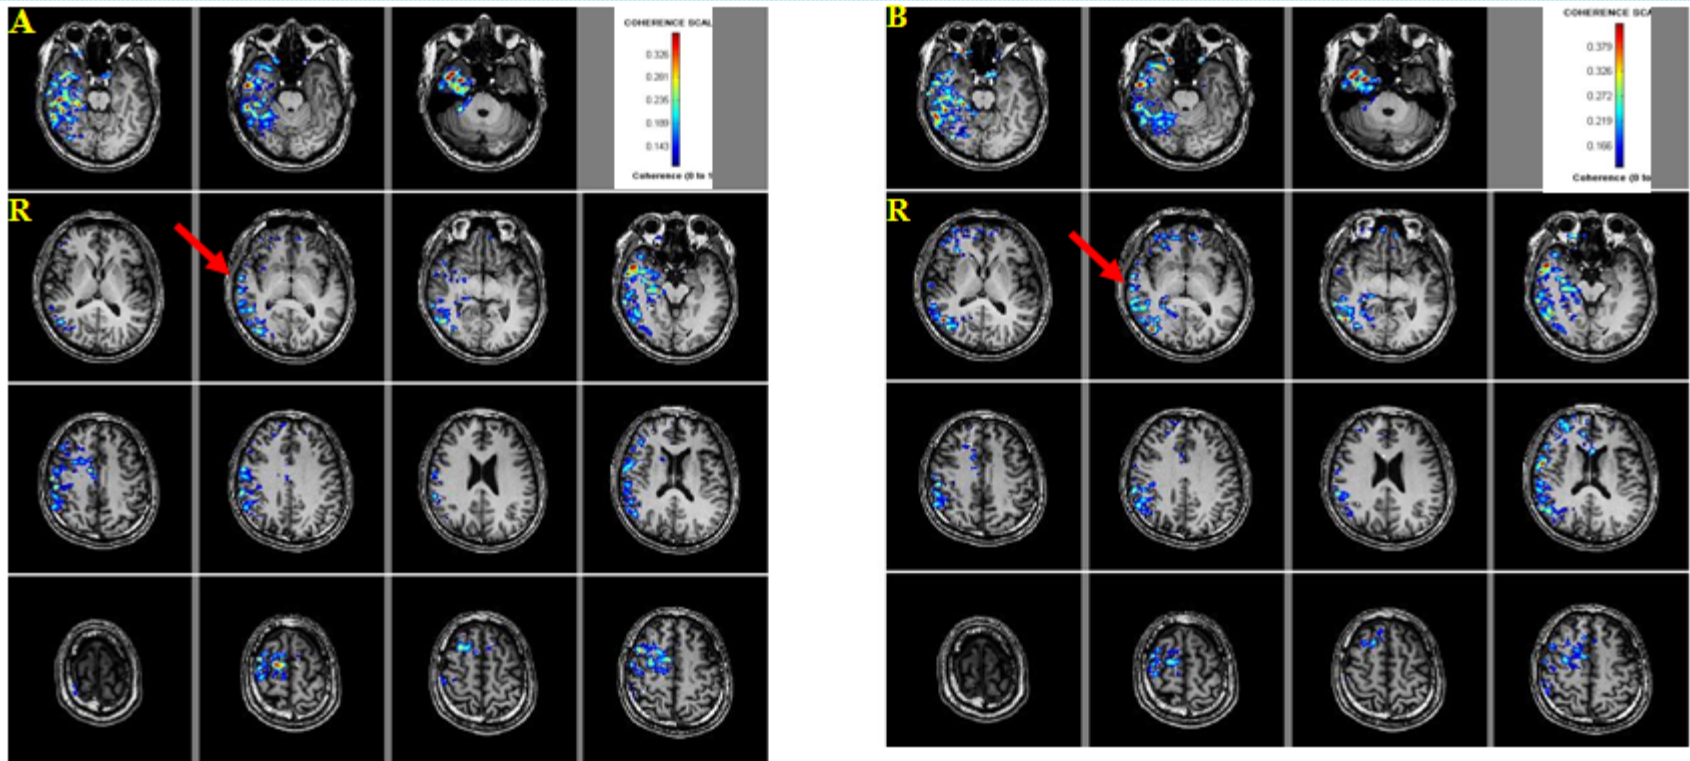 A
COHERENCE SCAL
0.326
0.281
0.235
0.189
0.143
Coherence (0 to 1
R
B
COHERENCE SCA
0.379
0.326
0.272
0.219
0.166
Coherence (0 to
R